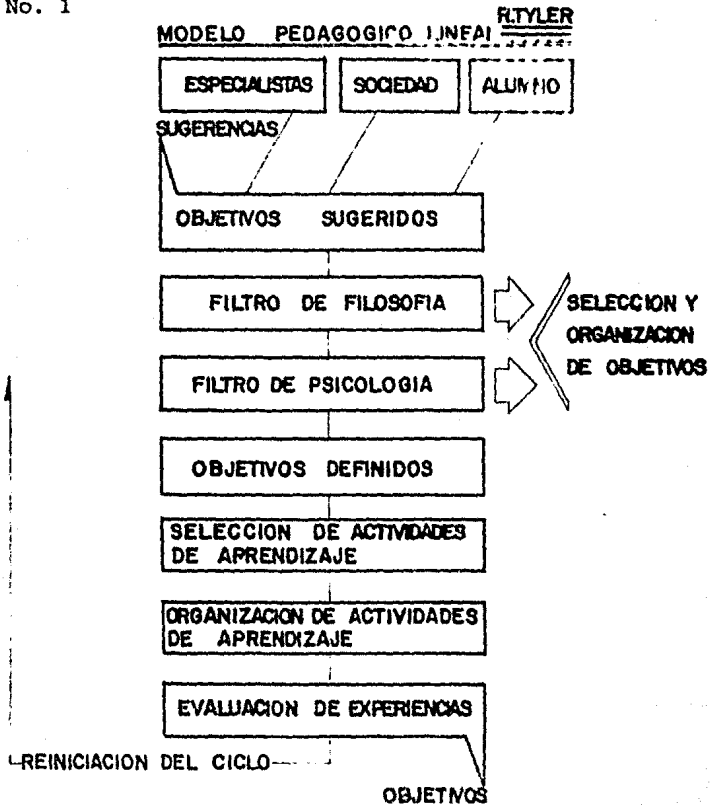 No. 1
R.TYLER
MODELO PEDAGOGICO LINEAL
ESPECIALISTAS SOCIEDAD ALUMNO
SUGERENCIAS
OBJETIVOS SUGERIDOS
FILTRO DE FILOSOFIA
SELECCION Y
ORGANIZACION
DE OBJETIVOS
FILTRO DE PSICOLOGIA
OBJETIVOS DEFINIDOS
SELECCION DE ACTIVIDADES
DE APRENDIZAJE
ORGANIZACION DE ACTIVIDADES
DE APRENDIZAJE
EVALUACION DE EXPERIENCIAS
REINICIACION DEL CICLO
OBJETIVOS